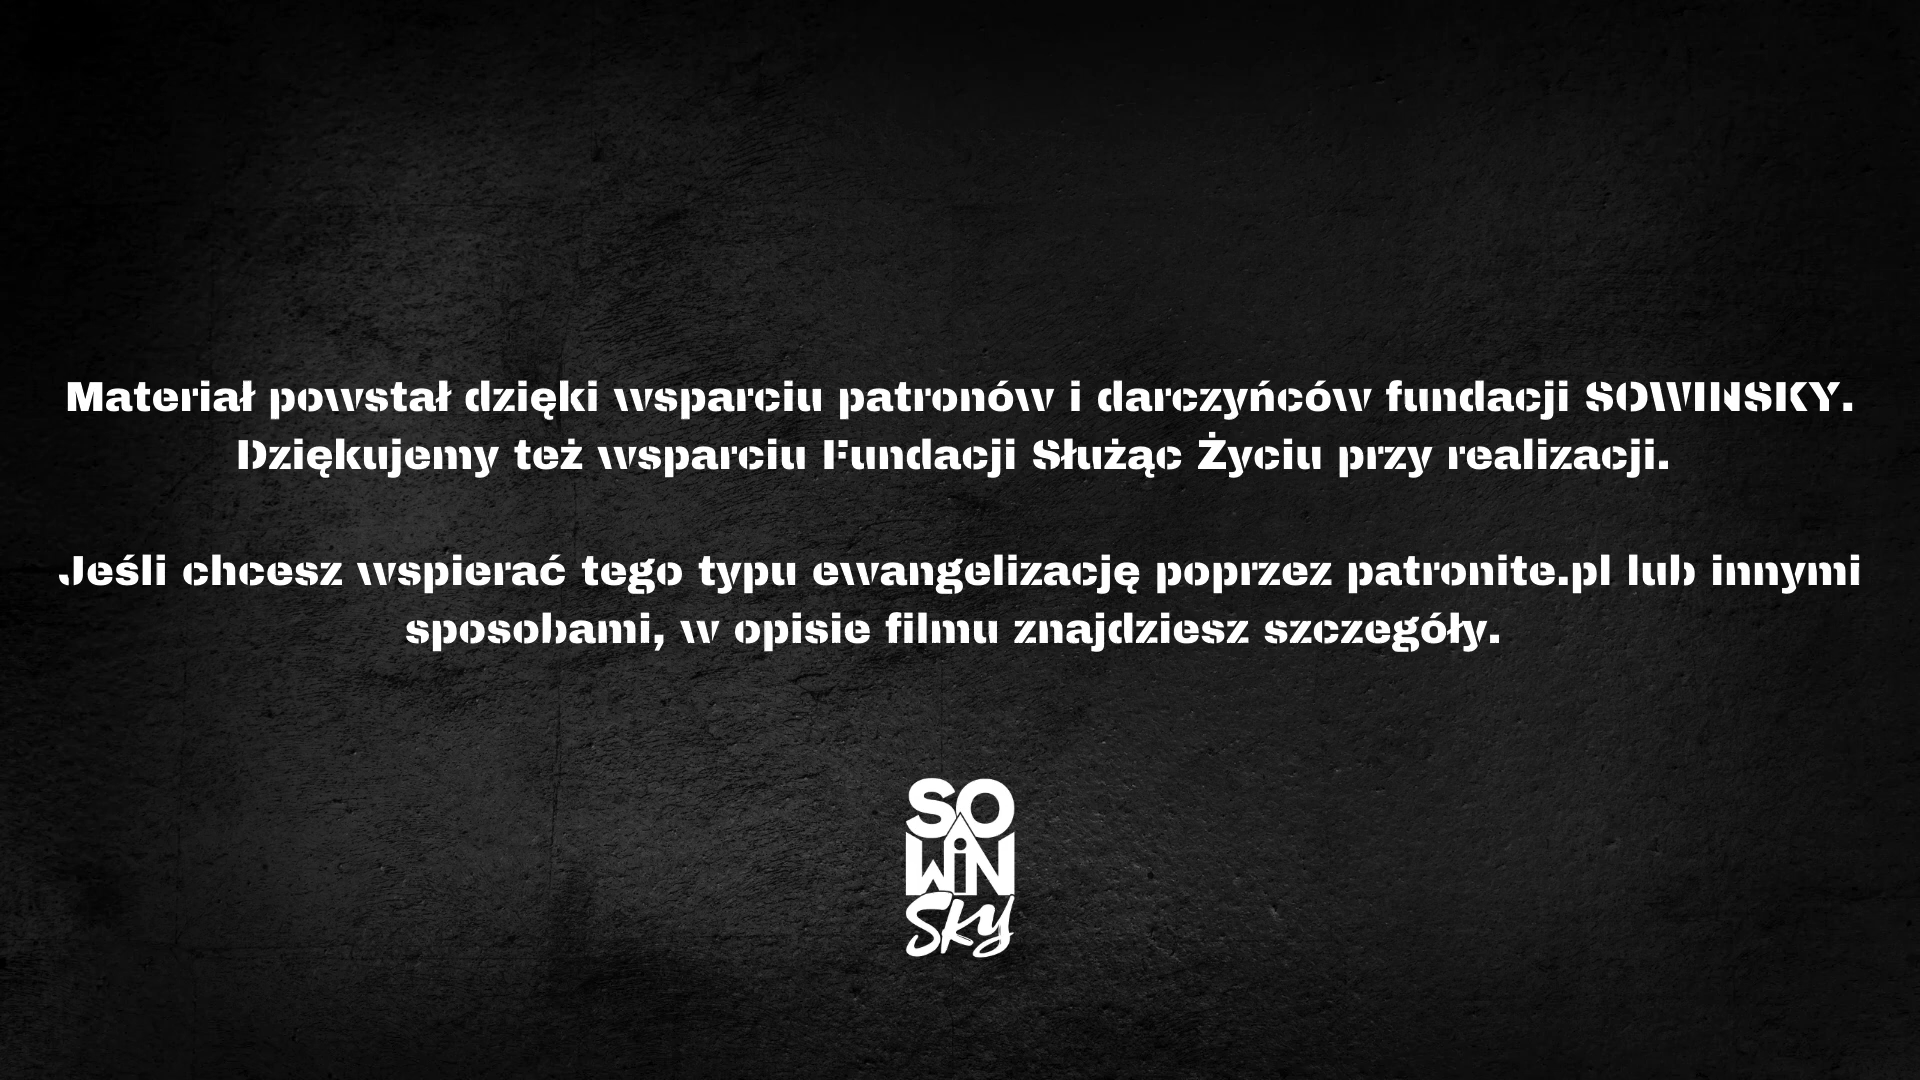 Materiał powstał dzięki wsparciu patronów i darczyńców fundacji SOWINSKY.
Dziękujemy też wsparciu Fundacji Służąc Życiu przy realizacji.
Jeśli chcesz wspierać tego typu ewangelizację poprzez patronite.pl lub innymi
sposobami, w opisie filmu znajdziesz szczegóły.
SO
WiN
Sky